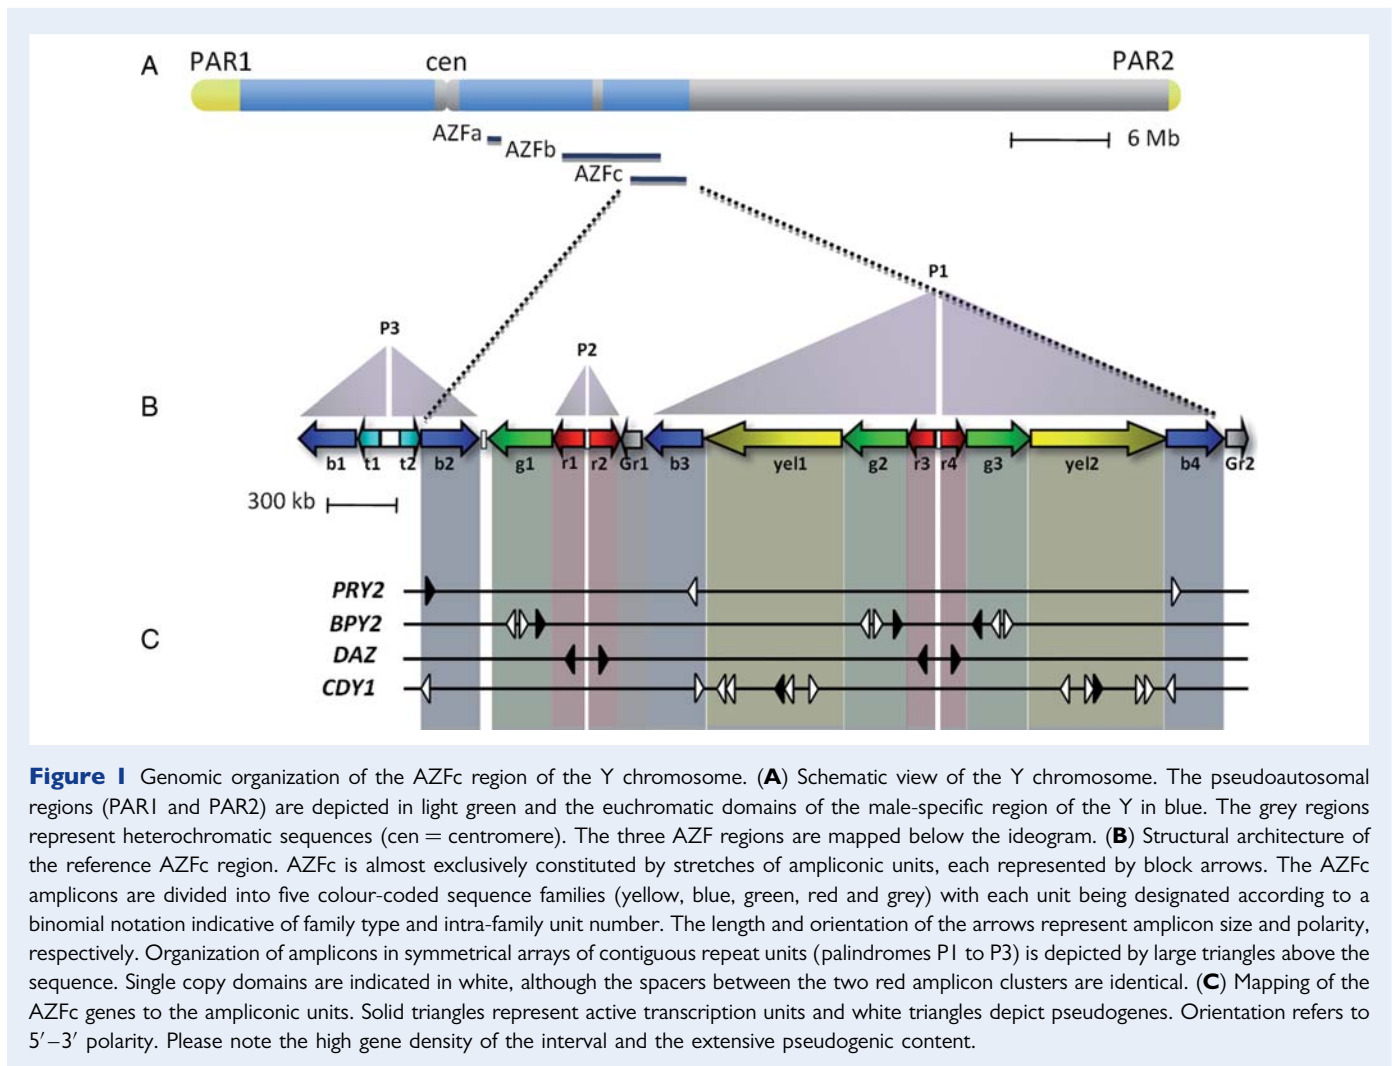 A
PAR1
cen
PAR2
AZFa
AZFb
AZFc
6 Mb
P1
P3
P2
B
b1 t1 t2 b2 g1 r1 r2 Gr1 b3 yel1 g2 r3 r4 g3 yel2 b4 Gr2
300 kb
PRY2
BPY2
C
DAZ
CDY1
Figure 1 Genomic organization of the AZFc region of the Y chromosome. (A) Schematic view of the Y chromosome. The pseudoautosomal
regions (PAR1 and PAR2) are depicted in light green and the euchromatic domains of the male-specific region of the Y in blue. The grey regions
represent heterochromatic sequences (cen = centromere). The three AZF regions are mapped below the ideogram. (B) Structural architecture of
the reference AZFc region. AZFc is almost exclusively constituted by stretches of ampliconic units, each represented by block arrows. The AZFc
amplicons are divided into five colour-coded sequence families (yellow, blue, green, red and grey) with each unit being designated according to a
binomial notation indicative of family type and intra-family unit number. The length and orientation of the arrows represent amplicon size and polarity,
respectively. Organization of amplicons in symmetrical arrays of contiguous repeat units (palindromes P1 to P3) is depicted by large triangles above the
sequence. Single copy domains are indicated in white, although the spacers between the two red amplicon clusters are identical. (C) Mapping of the
AZFc genes to the ampliconic units. Solid triangles represent active transcription units and white triangles depict pseudogenes. Orientation refers to
5′–3′ polarity. Please note the high gene density of the interval and the extensive pseudogenic content.